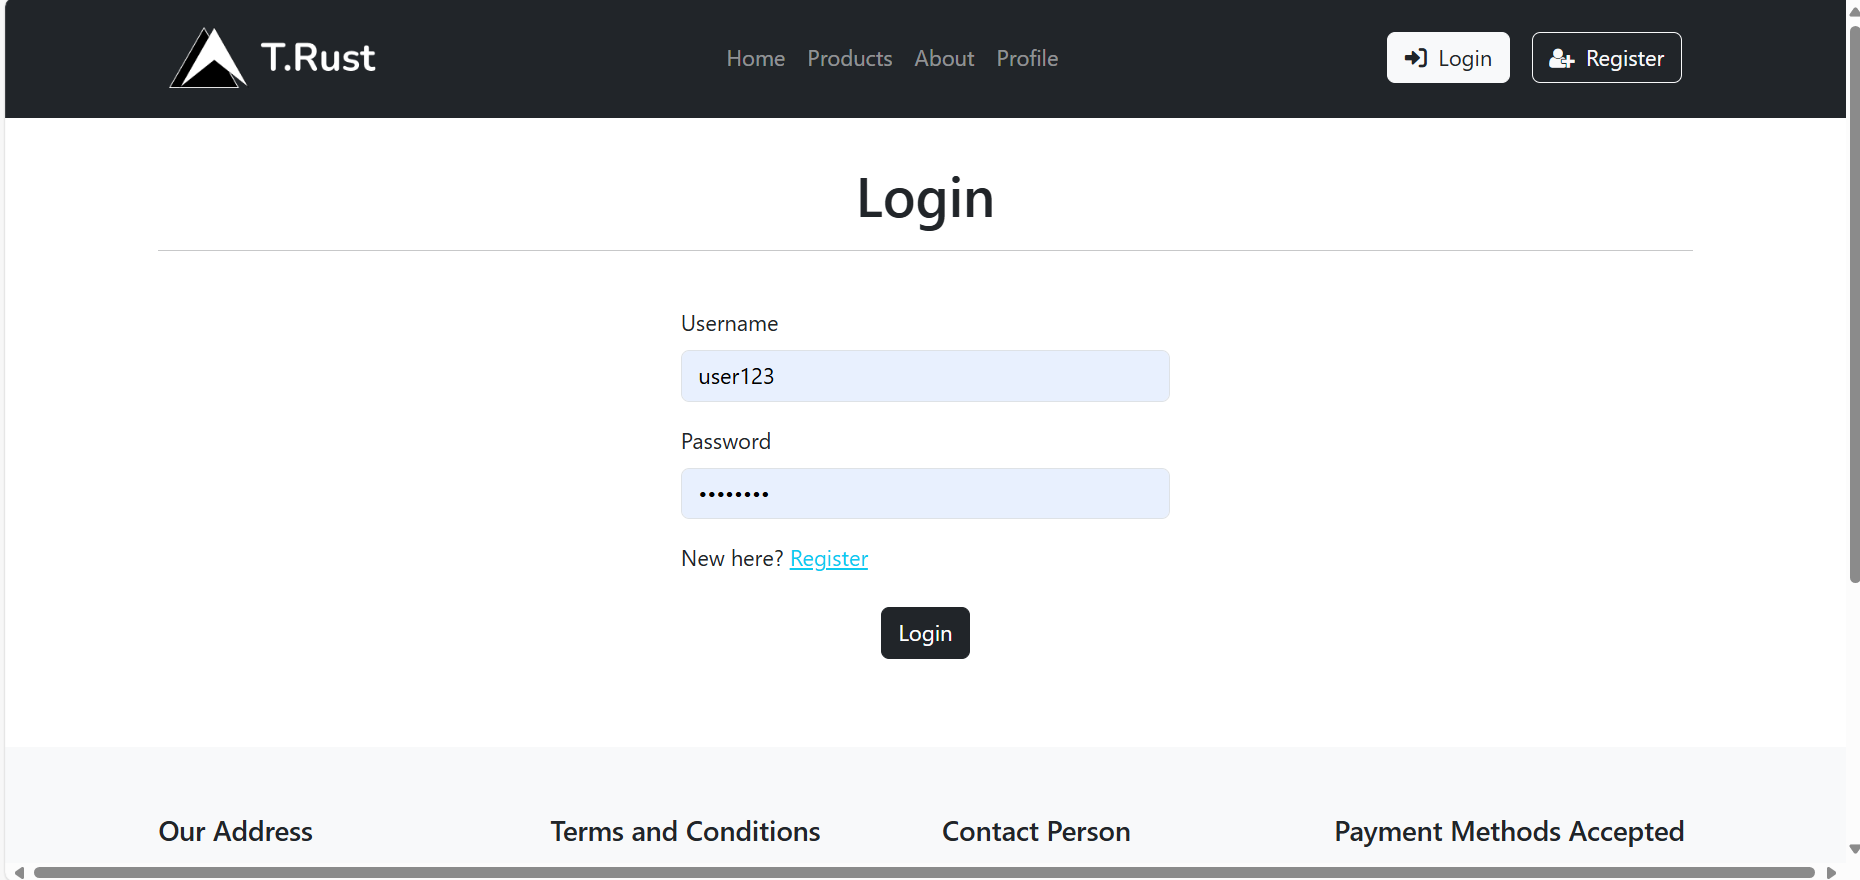 T.Rust
Home Products About Profile
Login
Register
Login
Username
user123
Password
••••••••
New here? Register
Login
Our Address
Terms and Conditions
Contact Person
Payment Methods Accepted